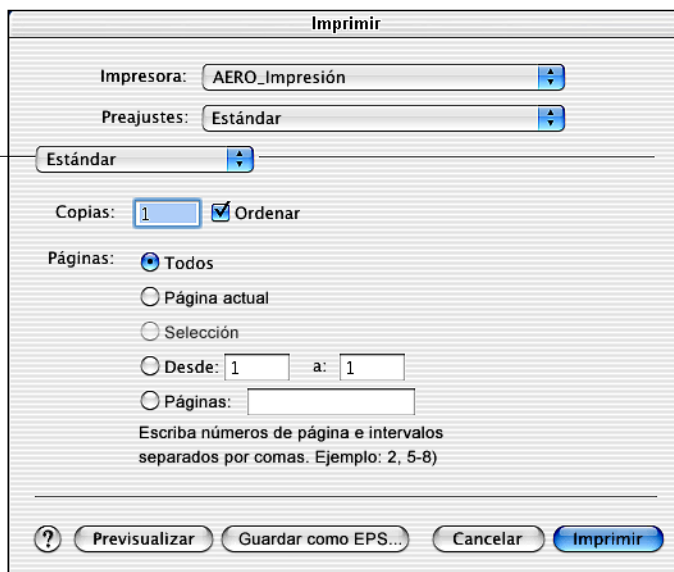 Imprimir
Impresora: AERO_Impresión
Preajustes: Estándar
Estándar
Copias: 1 Ordenar
Páginas: Todos
Página actual
Selección
Desde: 1 a: 1
Páginas:
Escriba números de página e intervalos
separados por comas. Ejemplo: 2, 5-8)
? Previsualizar Guardar como EPS... Cancelar Imprimir